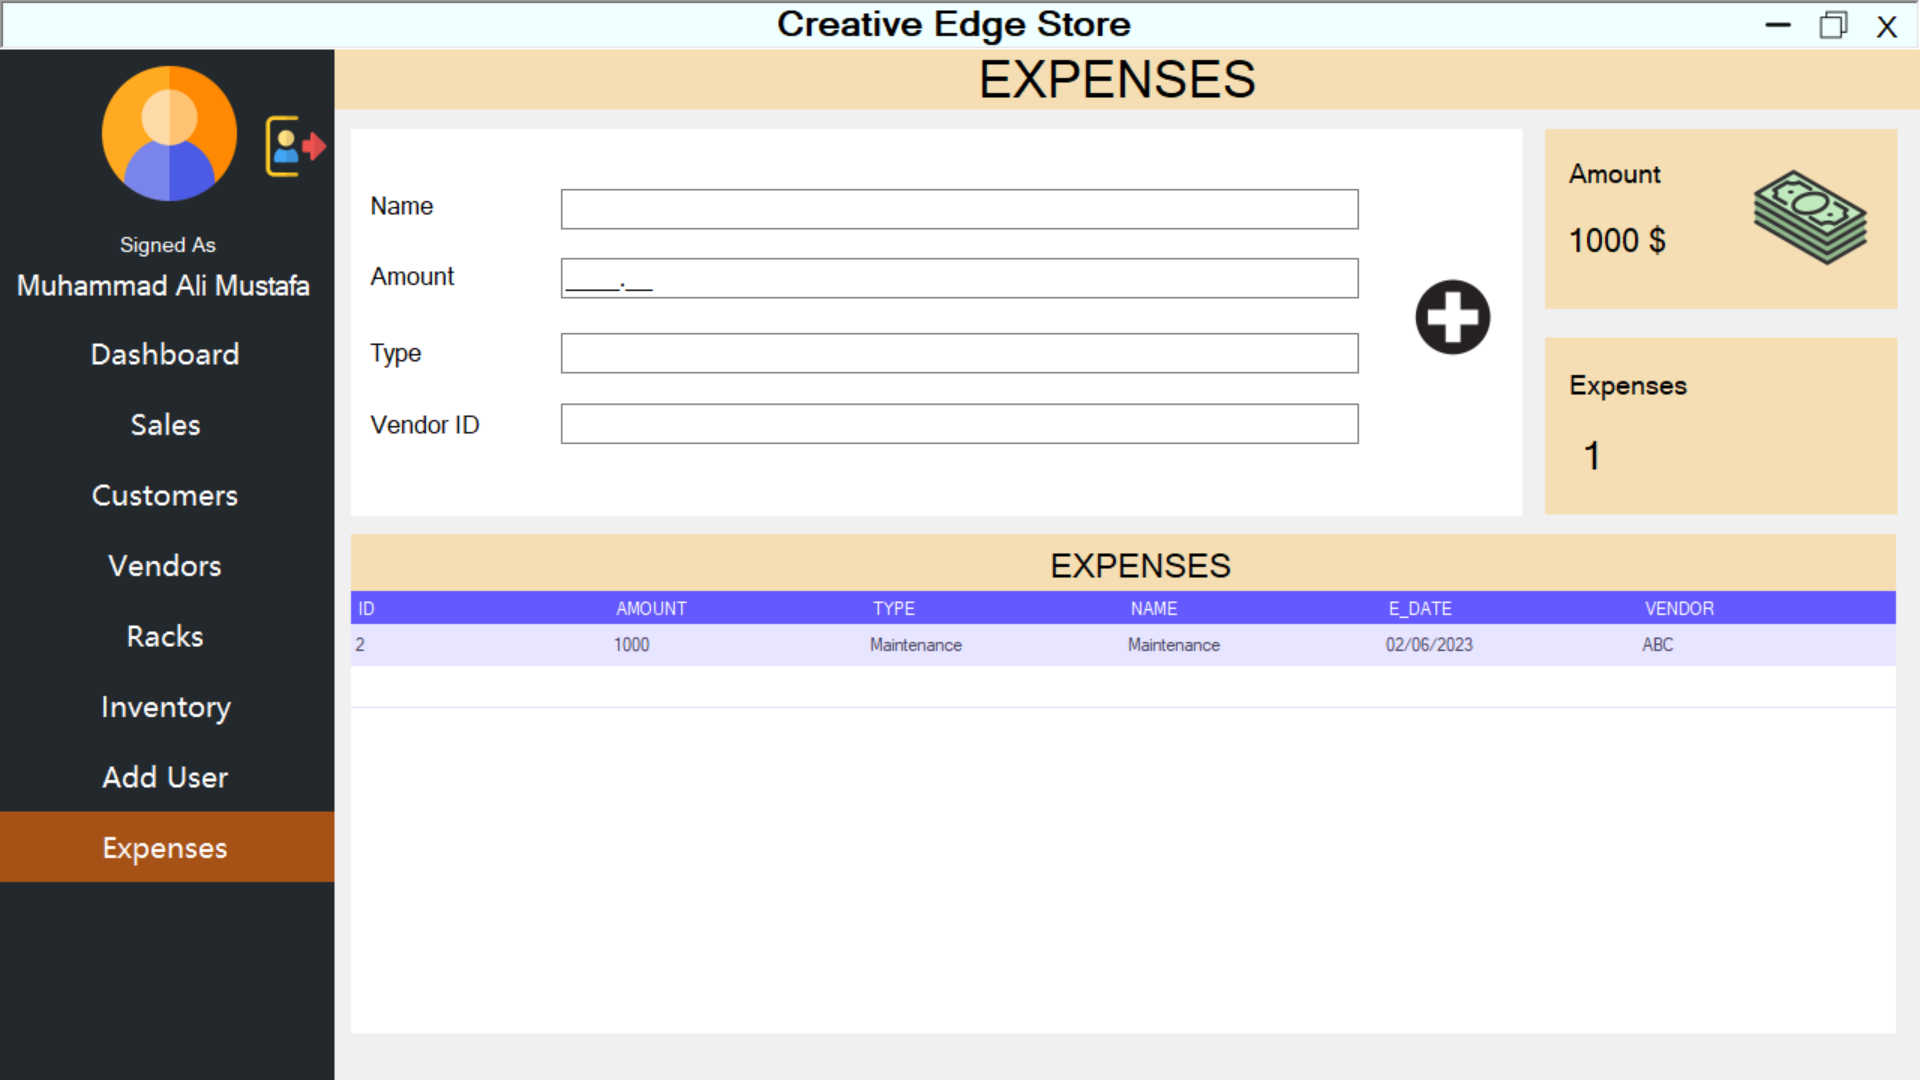 Creative Edge Store
EXPENSES
Signed As
Muhammad Ali Mustafa
Dashboard
Sales
Customers
Vendors
Racks
Inventory
Add User
Expenses
Name
Amount
____.__
Type
Vendor ID
Amount
1000 $
Expenses
1
EXPENSES
ID AMOUNT TYPE NAME E_DATE VENDOR
2 1000 Maintenance Maintenance 02/06/2023 ABC